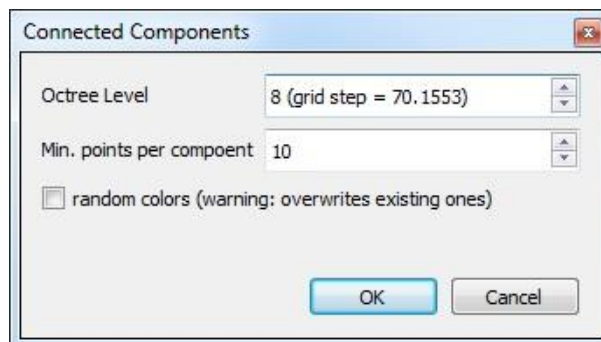 Connected Components
Octree Level 8 (grid step = 70.1553)
Min. points per compoent 10
random colors (warning: overwrites existing ones)
OK Cancel